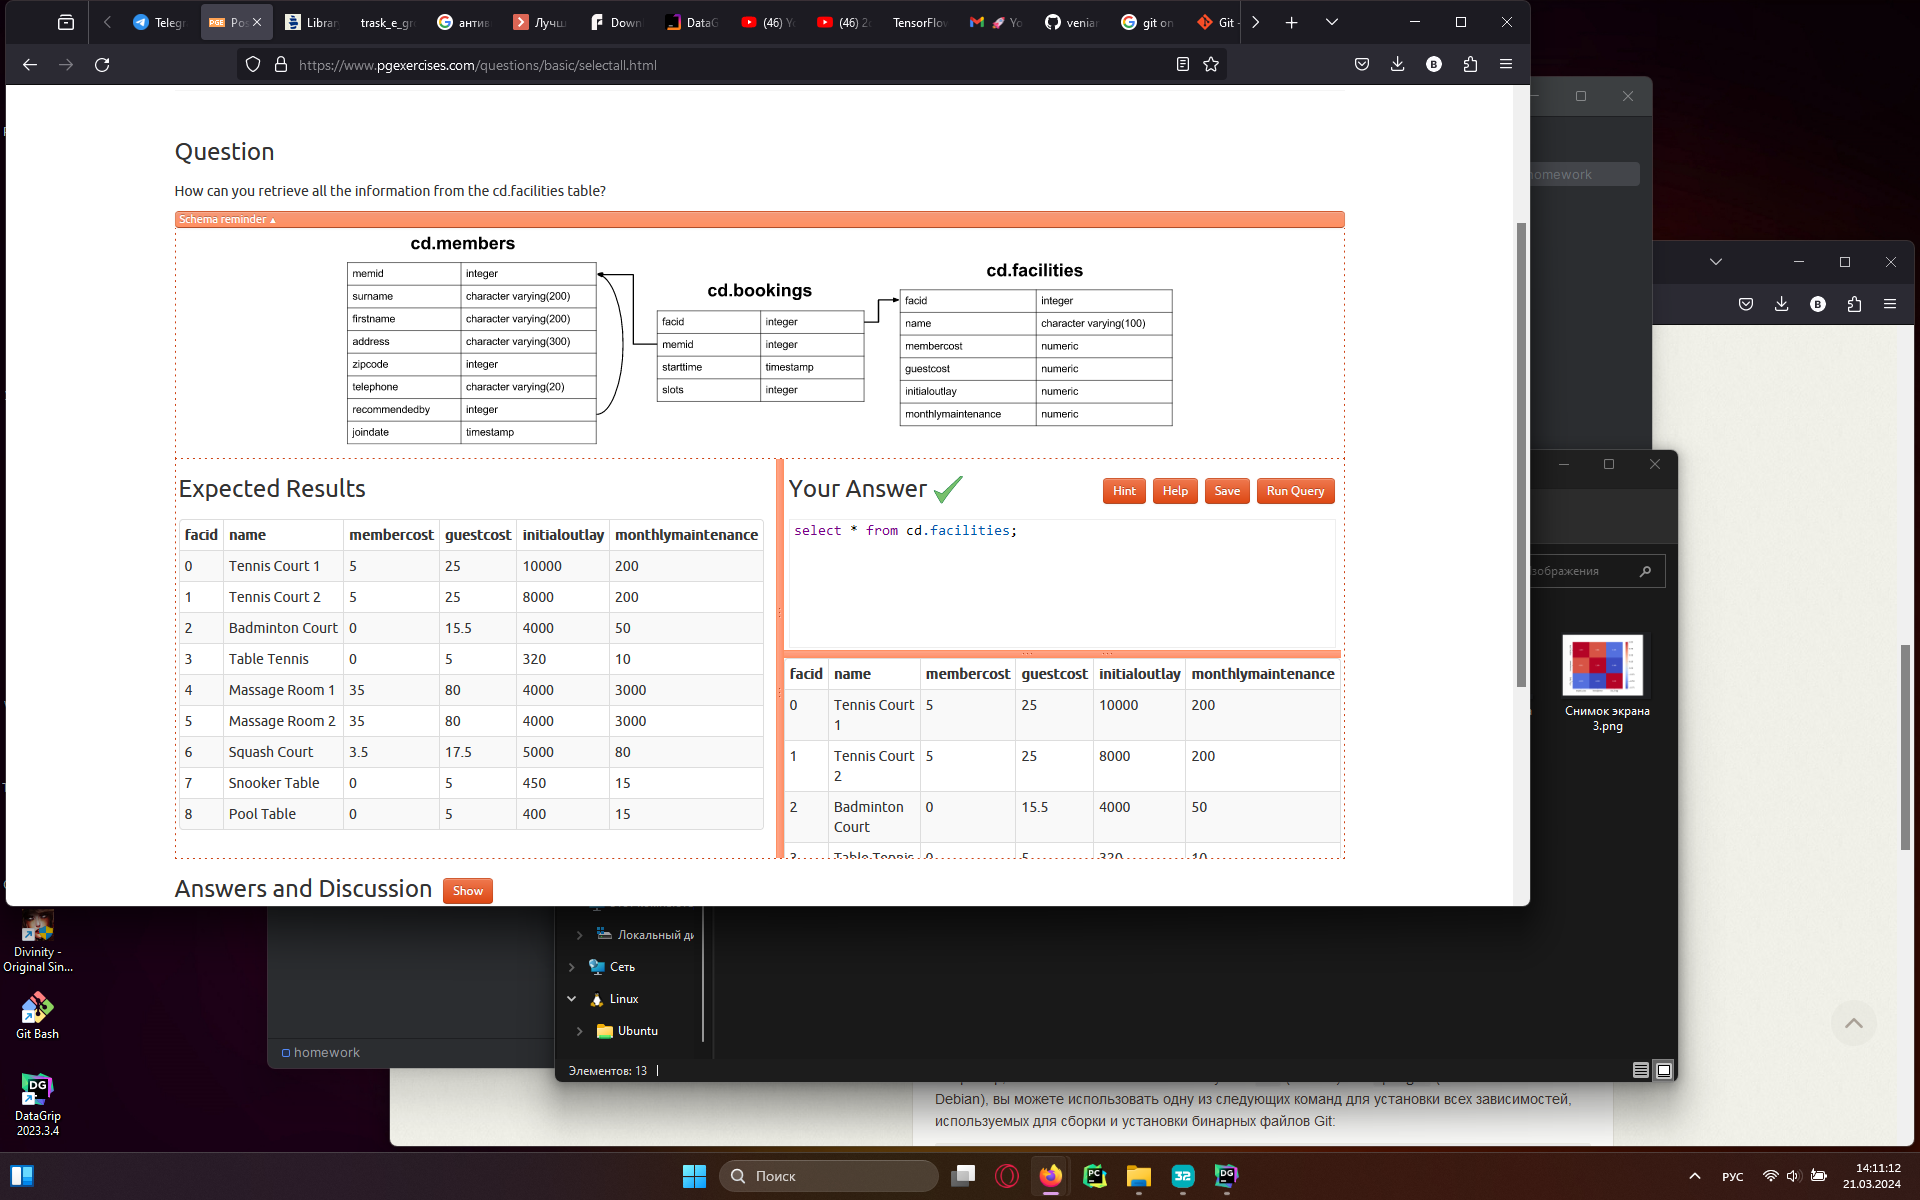 Telegr
Pos
Librar
trask_e_gro
антив
Лучш
Downl
DataG
(46) Yo
(46) 2
TensorFlov
Yo
veniar
git on
Git -
https://www.pgexercises.com/questions/basic/selectall.html
Question
How can you retrieve all the information from the cd.facilities table?
Schema reminder ▲
cd.members
memid integer
surname character varying(200)
firstname character varying(200)
address character varying(300)
zipcode integer
telephone character varying(20)
recommendedby integer
joindate timestamp
cd.bookings
facid integer
memid integer
starttime timestamp
slots integer
cd.facilities
facid integer
name character varying(100)
membercost numeric
guestcost numeric
initialoutlay numeric
monthlymaintenance numeric
Expected Results
facid name membercost guestcost initialoutlay monthlymaintenance
0 Tennis Court 1 5 25 10000 200
1 Tennis Court 2 5 25 8000 200
2 Badminton Court 0 15.5 4000 50
3 Table Tennis 0 5 320 10
4 Massage Room 1 35 80 4000 3000
5 Massage Room 2 35 80 4000 3000
6 Squash Court 3.5 17.5 5000 80
7 Snooker Table 0 5 450 15
8 Pool Table 0 5 400 15
Your Answer
Hint Help Save Run Query
select * from cd.facilities;
facid name membercost guestcost initialoutlay monthlymaintenance
0 Tennis Court 1 5 25 10000 200
1 Tennis Court 2 5 25 8000 200
2 Badminton Court 0 15.5 4000 50
3 Table Tennis 0 5 320 10
Answers and Discussion Show
omework
зображения
Снимок экрана
3.png
Divinity -
Original Sin...
Git Bash
DG
DataGrip
2023.3.4
Локальный ди
Сеть
Linux
Ubuntu
homework
Элементов: 13
Debian), вы можете использовать одну из следующих команд для установки всех зависимостей,
используемых для сборки и установки бинарных файлов Git:
Поиск
РУС
14:11:12
21.03.2024